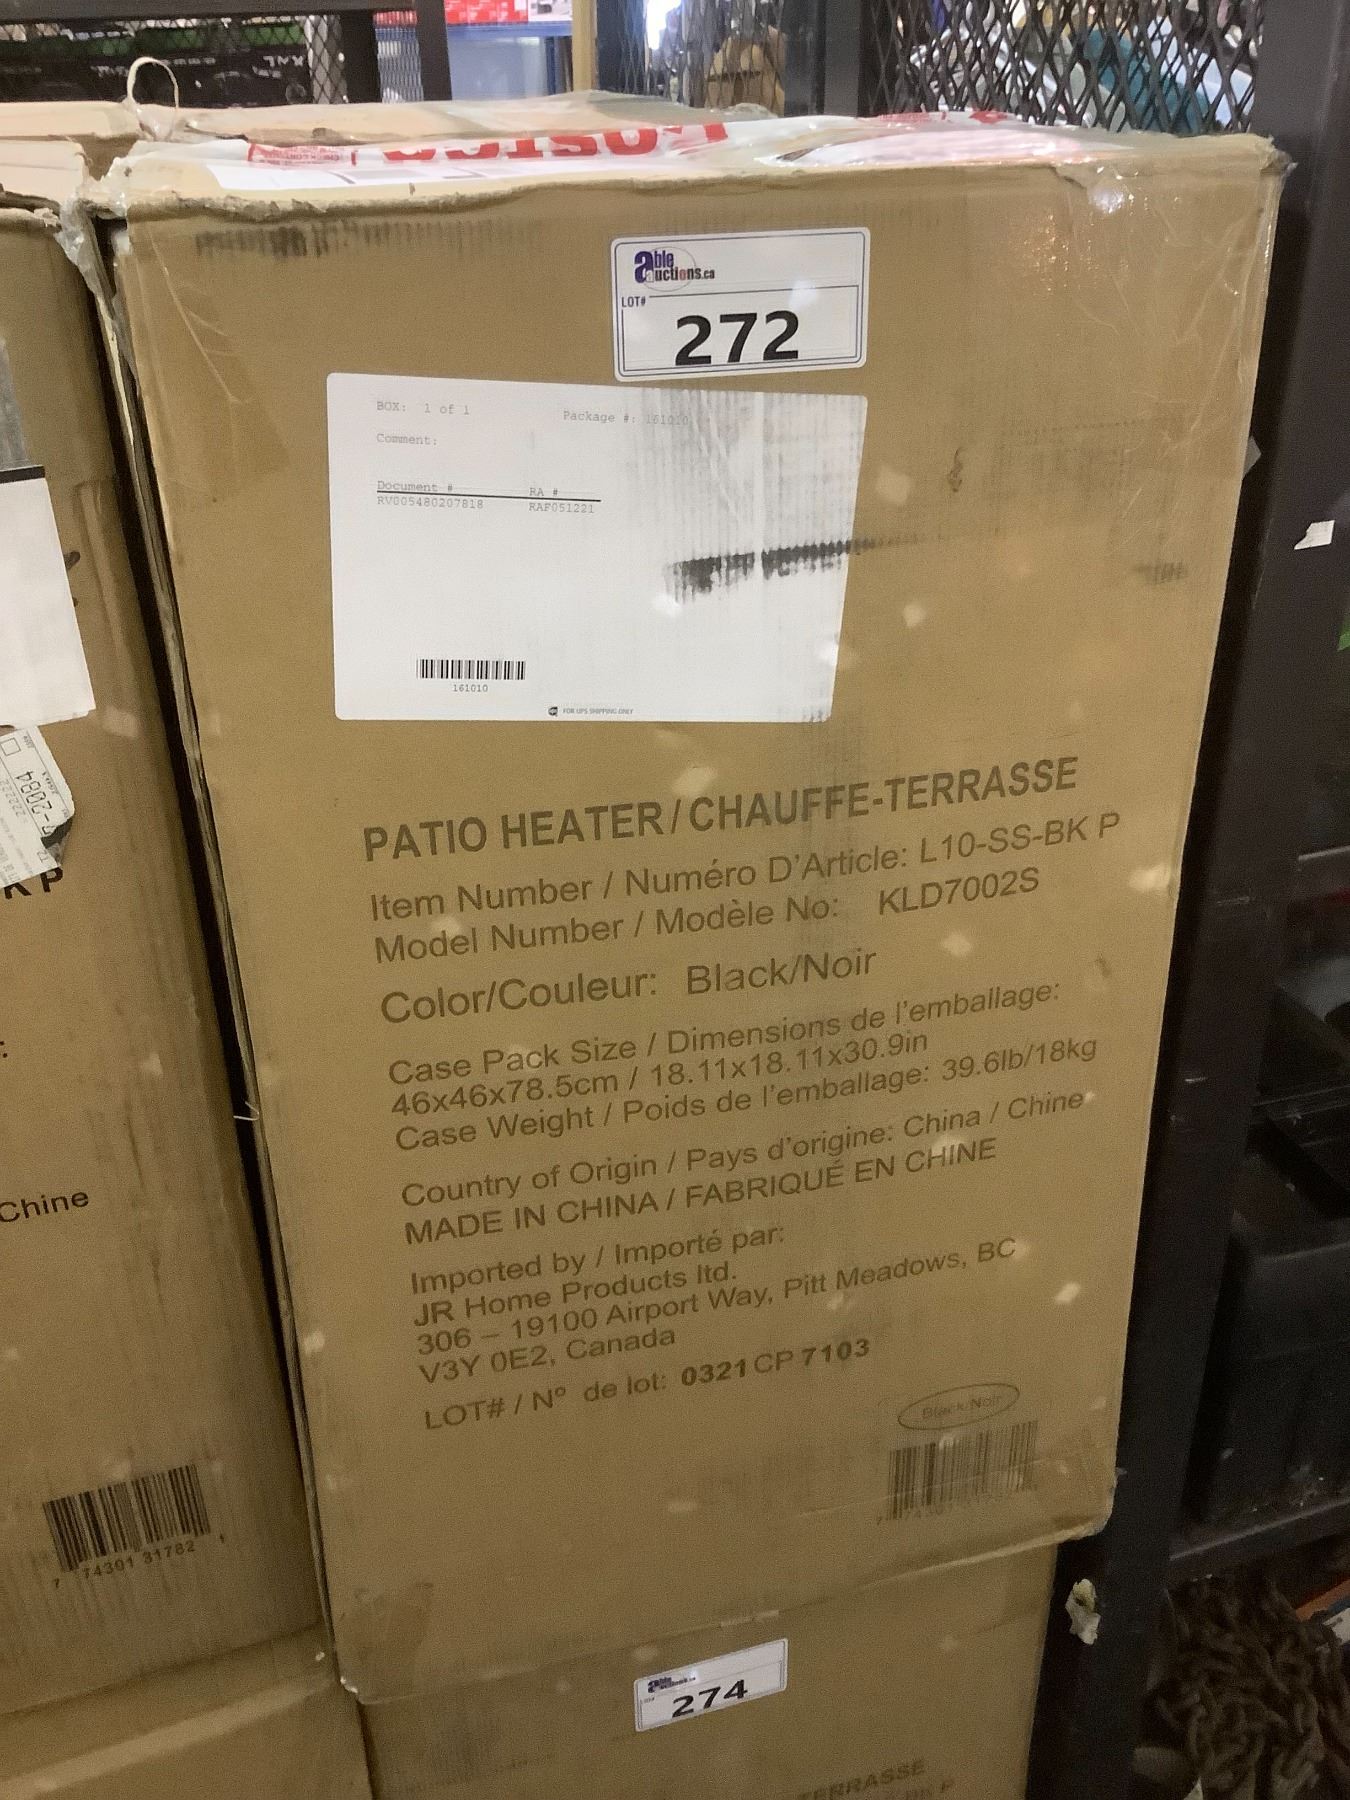 able
auctions.ca
LOT#
272
BOX: 1 of 1
Package #: 161010
Comment:
Document # RA #
RV005480207818 RAF051221
161010
FOR UPS SHIPPING ONLY
PATIO HEATER/CHAUFFE-TERRASSE
Item Number / Numéro D'Article: L10-SS-BK P
Model Number / Modèle No: KLD7002S
Color/Couleur: Black/Noir
Case Pack Size / Dimensions de l'emballage:
46x46x78.5cm / 18.11x18.11x30.9in
Case Weight / Poids de l'emballage: 39.6lb/18kg
Country of Origin / Pays d'origine: China / Chine
MADE IN CHINA / FABRIQUÉ EN CHINE
Imported by / Importé par:
JR Home Products ltd.
306 – 19100 Airport Way, Pitt Meadows, BC
V3Y 0E2, Canada
LOT# / Nº de lot: 0321 CP 7103
Black/Noir
K P
Chine
7 74301 31782 1
274